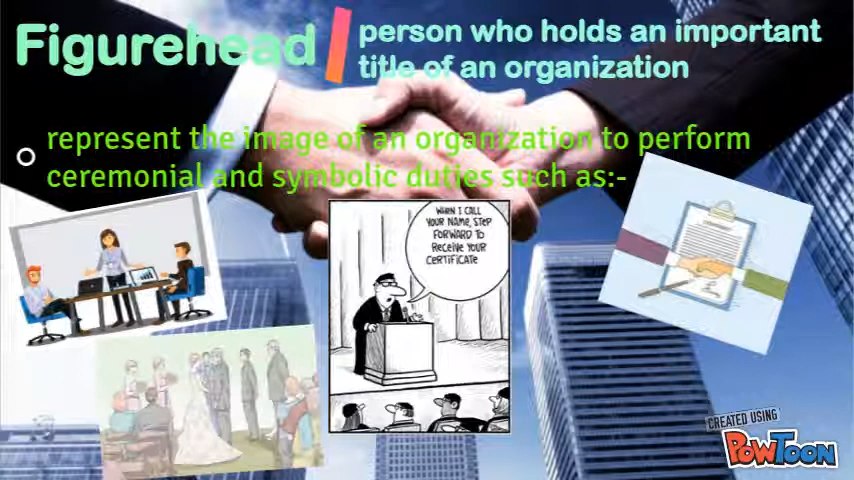 Figurehead
person who holds an important
title of an organization
represent the image of an organization to perform
ceremonial and symbolic duties such as:-
WHEN I CALL
YOUR NAME, STEP
FORWARD TO
RECEIVE YOUR
CERTIFICATE
CREATED USING
POWTOON